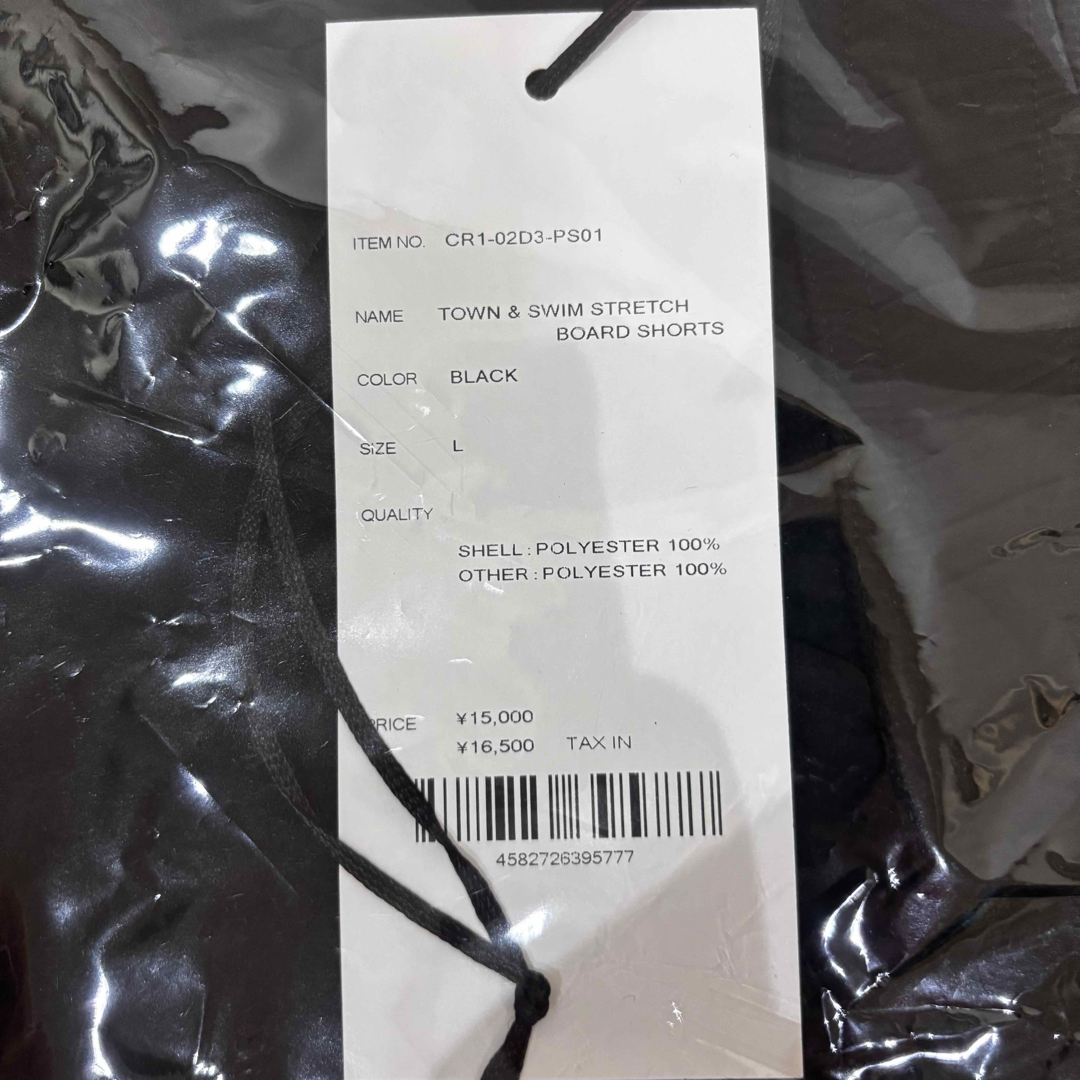 ITEM NO. CR1-02D3-PS01
NAME TOWN & SWIM STRETCH
BOARD SHORTS
COLOR BLACK
SIZE L
QUALITY
SHELL : POLYESTER 100%
OTHER : POLYESTER 100%
PRICE ¥15,000
¥16,500 TAX IN
4582726395777